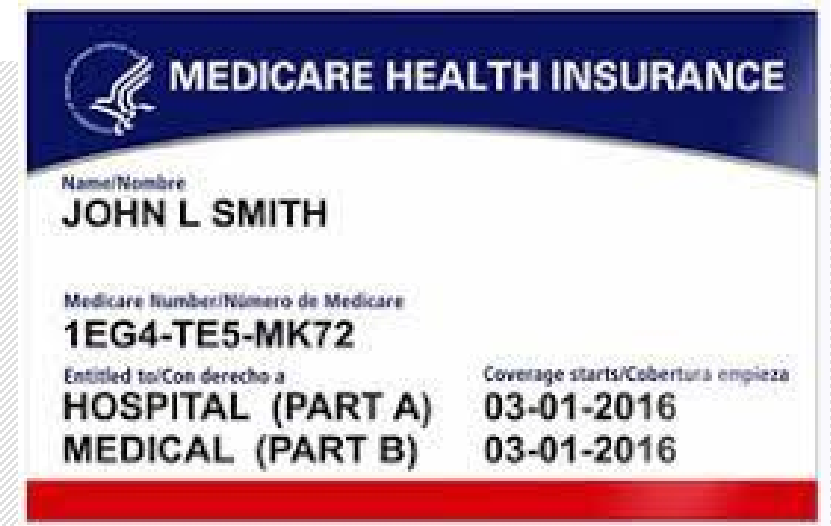 MEDICARE HEALTH INSURANCE
Name/Nombre
JOHN L SMITH
Medicare Number/Número de Medicare
1EG4-TE5-MK72
Entitled to/Con derecho a
Coverage starts/Cobertura empieza
HOSPITAL (PART A) 03-01-2016
MEDICAL (PART B) 03-01-2016